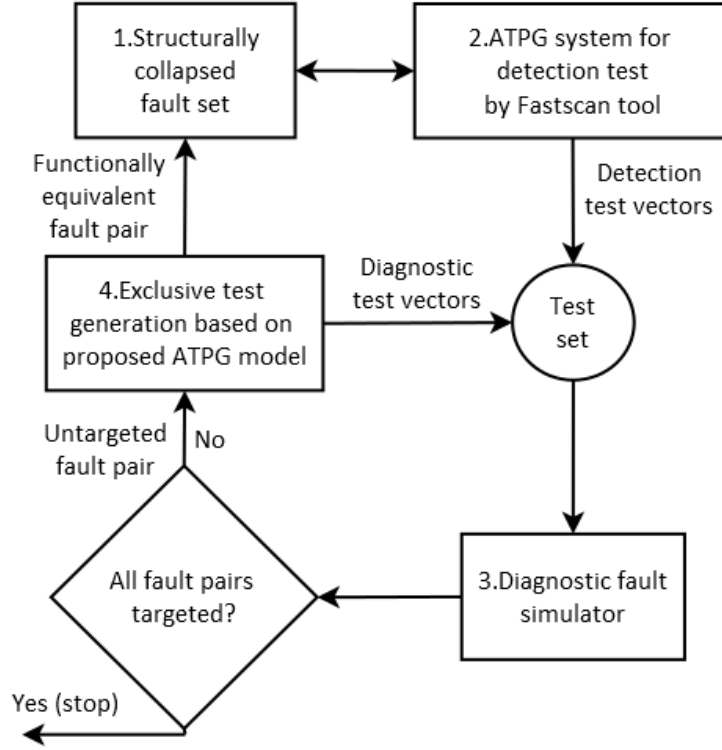 1.Structurally
collapsed
fault set
2.ATPG system for
detection test
by Fastscan tool
Functionally
equivalent
fault pair
Detection
test vectors
4.Exclusive test
generation based on
proposed ATPG model
Diagnostic
test vectors
Test
set
Untargeted
fault pair
No
All fault pairs
targeted?
3.Diagnostic fault
simulator
Yes (stop)